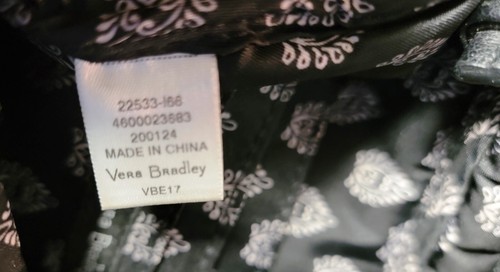 22533-I66
4600023683
200124
MADE IN CHINA
Vera Bradley
VBE17